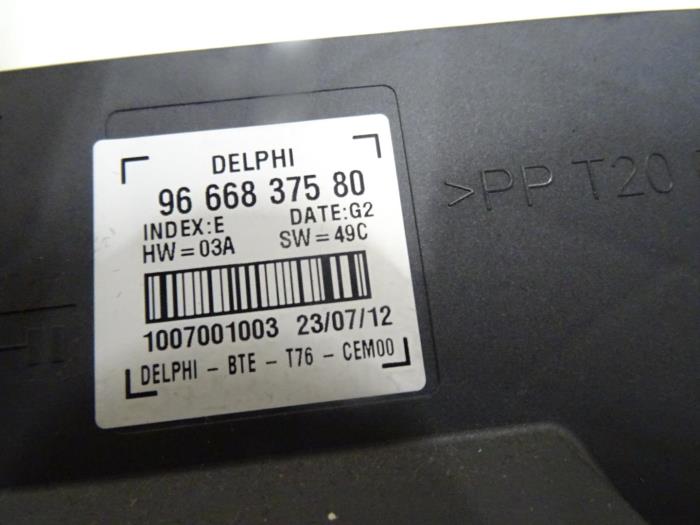 DELPHI
96 668 375 80
INDEX:E DATE:G2
HW=03A SW=49C
1007001003 23/07/12
DELPHI - BTE - T76 - CEM00
>PP T20